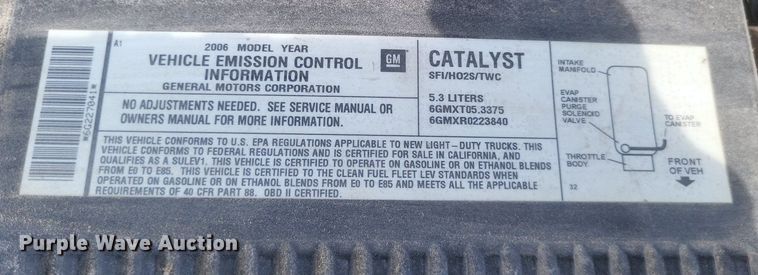 A1
2006 MODEL YEAR
VEHICLE EMISSION CONTROL
INFORMATION
GENERAL MOTORS CORPORATION
GM
CATALYST
SFI/HO2S/TWC
NO ADJUSTMENTS NEEDED. SEE SERVICE MANUAL OR
OWNERS MANUAL FOR MORE INFORMATION.
5.3 LITERS
6GMXT05.3375
6GMXR0223840
THIS VEHICLE CONFORMS TO U.S. EPA REGULATIONS APPLICABLE TO NEW LIGHT-DUTY TRUCKS. THIS VEHICLE
CONFORMS TO FEDERAL REGULATIONS AND IS CERTIFIED FOR SALE IN CALIFORNIA, AND
QUALIFIES AS A SULEV1. THIS VEHICLE IS CERTIFIED TO OPERATE ON GASOLINE OR ON ETHANOL BLENDS
FROM E0 TO E85. THIS VEHICLE IS CERTIFIED TO THE CLEAN FUEL FLEET LEV STANDARDS WHEN
OPERATED ON GASOLINE OR ON ETHANOL BLENDS FROM E0 TO E85 AND MEETS ALL THE APPLICABLE
REQUIREMENTS OF 40 CFR PART 88. OBD II CERTIFIED.
INTAKE
MANIFOLD
EVAP
CANISTER
PURGE
SOLENOID
VALVE
TO EVAP
CANISTER
THROTTLE
BODY
FRONT
OF VEH
32
*6G227041*
Purple Wave Auction